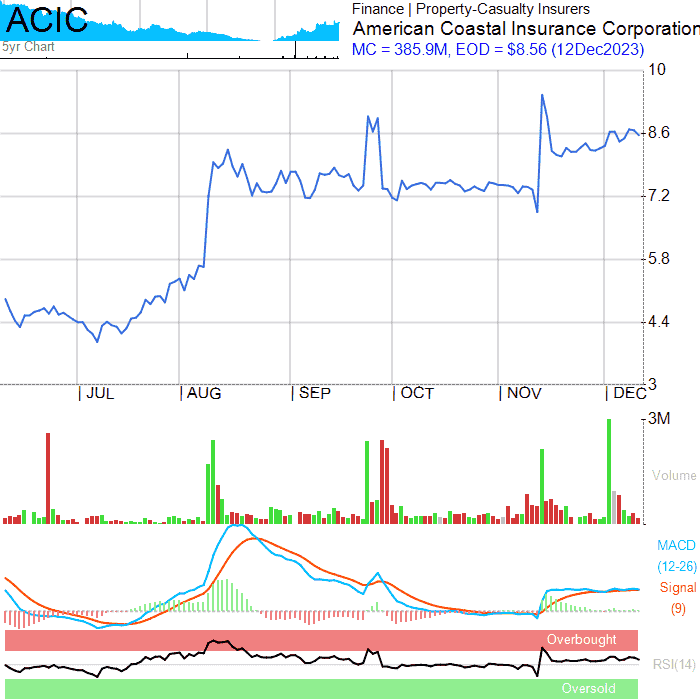 ACIC
5yr Chart
Finance | Property-Casualty Insurers
American Coastal Insurance Corporation
MC = 385.9M, EOD = $8.56 (12Dec2023)
10
8.6
7.2
5.8
4.4
3
| JUL | AUG | SEP | OCT | NOV | DEC
3M
Volume
MACD
(12-26)
Signal
(9)
Overbought
RSI(14)
Oversold